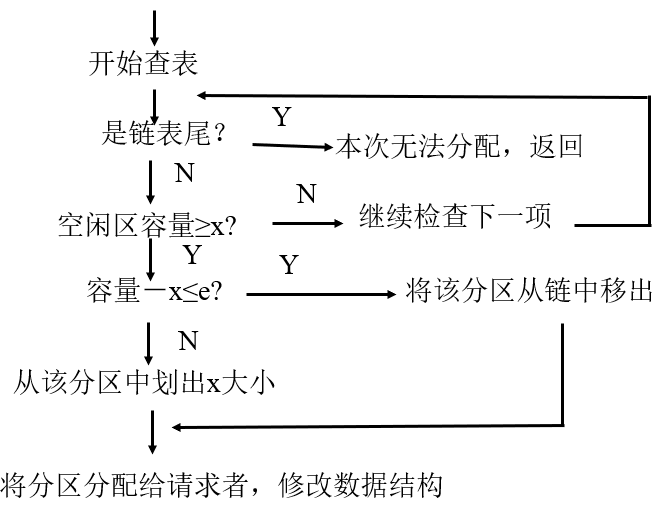 开始查表
是链表尾?
Y
本次无法分配，返回
N
空闲区容量≥x?
N
继续检查下一项
Y
容量－x≤e?
Y
将该分区从链中移出
N
从该分区中划出x大小
将分区分配给请求者，修改数据结构